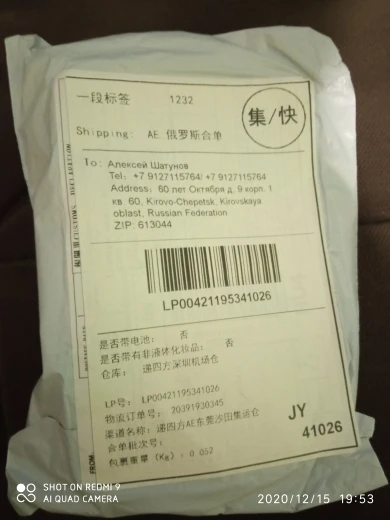 一段标签 1232
集/快
Shipping: AE 俄罗斯合单
To: Алексей Шатунов
Tel: +7 9127115764/ +7 9127115764
Address: 60 лет Октября д. 9 корп. 1
кв. 60, Kirovo-Chepetsk, Kirovskaya
oblast, Russian Federation
ZIP: 613044
LP00421195341026
是否带电池: 否
是否带有非液体化妆品: 否
仓库: 递四方深圳机场仓
LP号: LP00421195341026
物流订单号: 20391930345
渠道名称: 递四方AE东莞沙田集运仓
合单批次号:
包裹重量(Kg): 0.052
JY
41026
FROM:
SHOT ON REDMI 9
AI QUAD CAMERA
2020/12/15 19:53